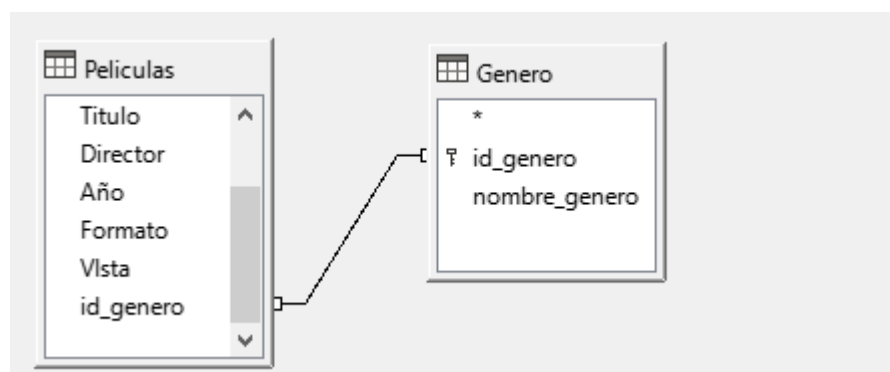 Peliculas
Titulo
Director
Año
Formato
VIsta
id_genero
Genero
*
id_genero
nombre_genero